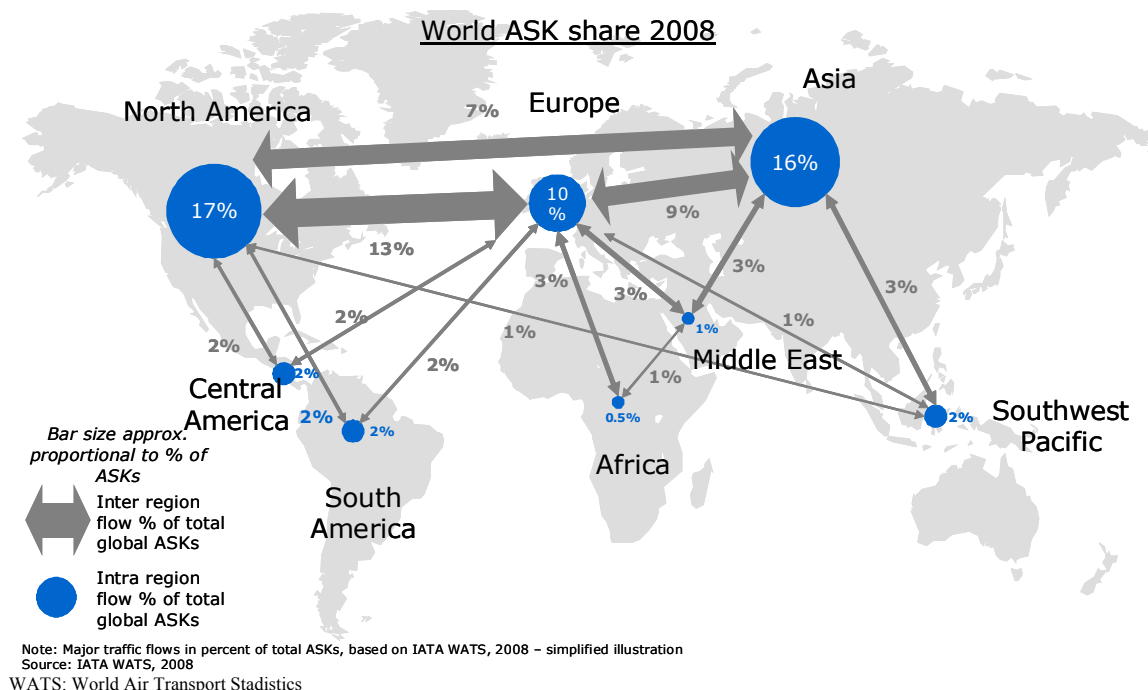 World ASK share 2008
Asia
Europe
North America
7%
16%
10
%
17%
9%
13%
3%
3%
3%
3%
2%
1%
1%
1%
2%
2%
Middle East
1%
2%
Central
America
2%
0.5%
2%
2%
Southwest
Pacific
Africa
South
America
Bar size approx.
proportional to % of
ASKs
Inter region
flow % of total
global ASKs
Intra region
flow % of total
global ASKs
Note: Major traffic flows in percent of total ASKs, based on IATA WATS, 2008 – simplified illustration
Source: IATA WATS, 2008
WATS: World Air Transport Stadistics